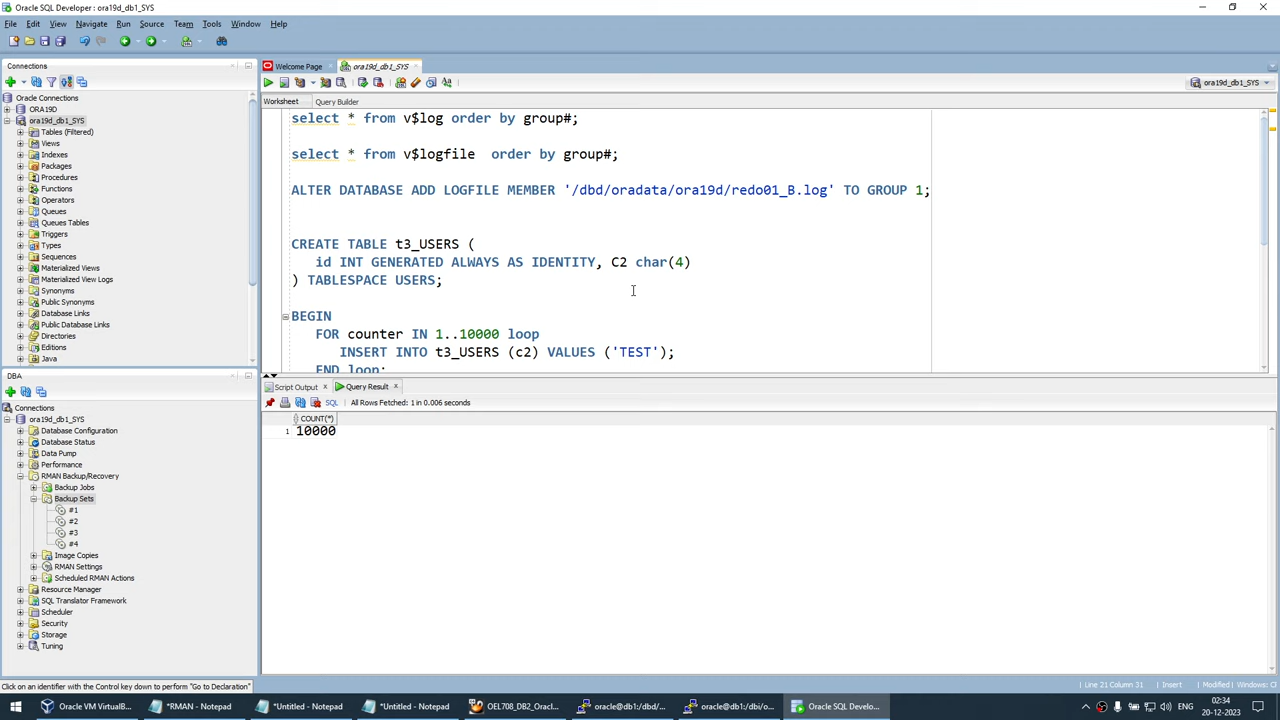 Oracle SQL Developer : ora19d_db1_SYS
File Edit View Navigate Run Source Team Tools Window Help
Connections
Oracle Connections
ORA19D
ora19d_db1_SYS
Tables (Filtered)
Views
Indexes
Packages
Procedures
Functions
Operators
Queues
Queues Tables
Triggers
Types
Sequences
Materialized Views
Materialized View Logs
Synonyms
Public Synonyms
Database Links
Public Database Links
Directories
Editions
Java
DBA
Connections
ora19d_db1_SYS
Database Configuration
Database Status
Data Pump
Performance
RMAN Backup/Recovery
Backup Jobs
Backup Sets
#1
#2
#3
#4
Image Copies
RMAN Settings
Scheduled RMAN Actions
Resource Manager
SQL Translator Framework
Scheduler
Security
Storage
Tuning
Welcome Page ora19d_db1_SYS
ora19d_db1_SYS
Worksheet Query Builder
select * from v$log order by group#;
select * from v$logfile order by group#;
ALTER DATABASE ADD LOGFILE MEMBER '/dbd/oradata/ora19d/redo01_B.log' TO GROUP 1;
CREATE TABLE t3_USERS (
id INT GENERATED ALWAYS AS IDENTITY, C2 char(4)
) TABLESPACE USERS;
BEGIN
FOR counter IN 1..10000 loop
INSERT INTO t3_USERS (c2) VALUES ('TEST');
END loop;
Script Output Query Result
SQL All Rows Fetched: 1 in 0.006 seconds
COUNT(*)
1 10000
Click on an identifier with the Control key down to perform "Go to Declaration" Line 21 Column 31 Insert Modified Windows: C
Oracle VM VirtualB... *RMAN - Notepad *Untitled - Notepad *Untitled - Notepad OEL708_DB2_Oracl... oracle@db1:/dbd/... oracle@db1:/dbi/o... Oracle SQL Develo... 02:34
20-12-2023